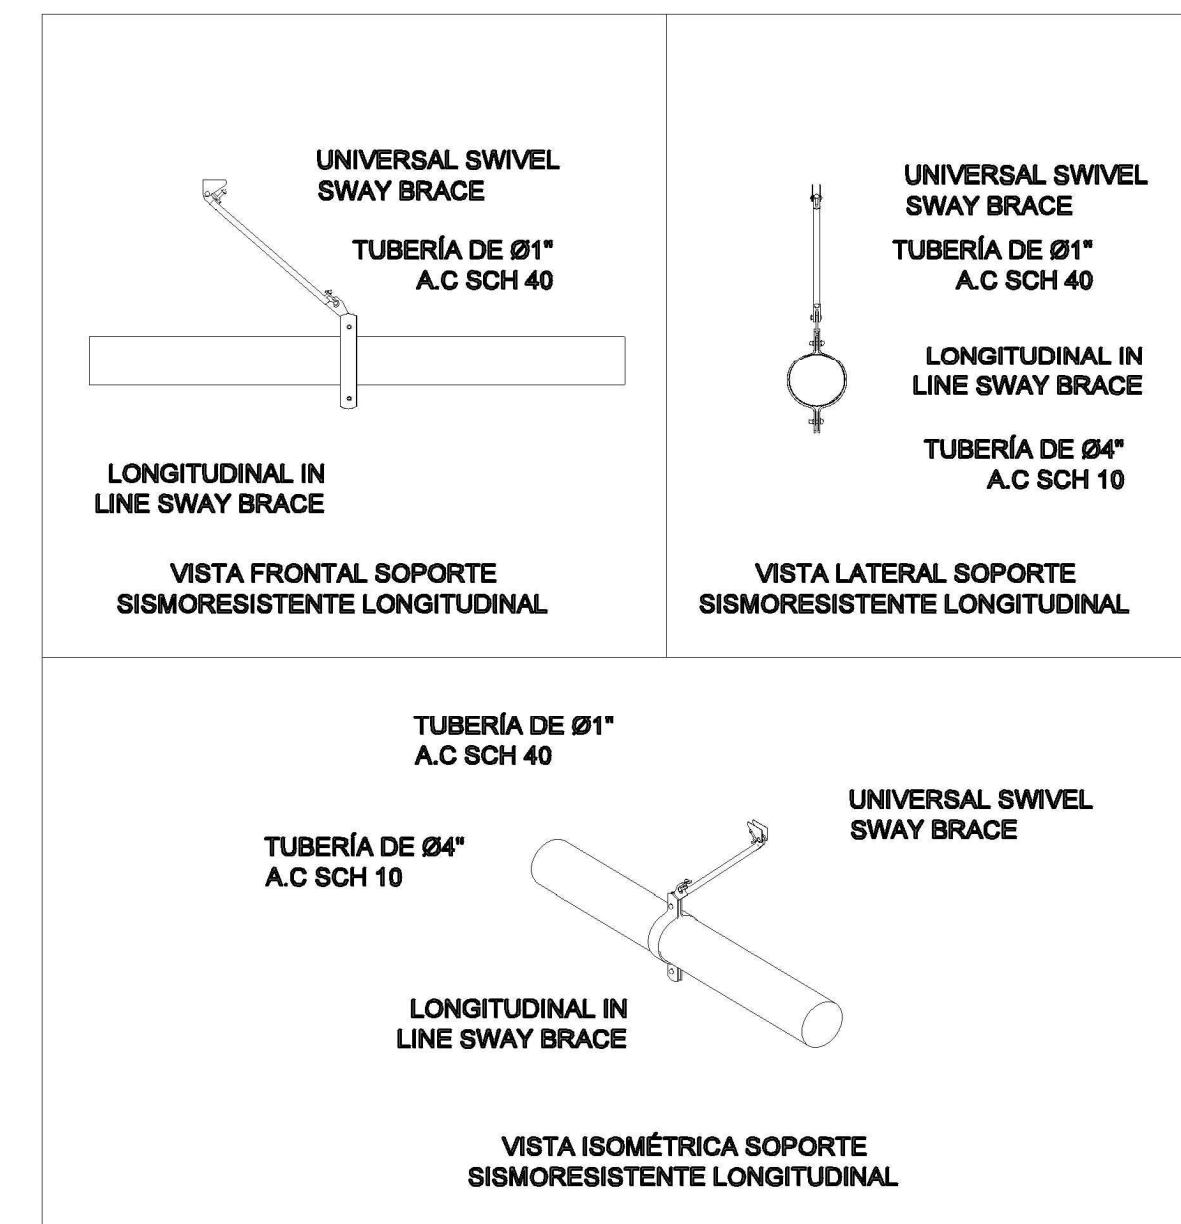 UNIVERSAL SWIVEL
SWAY BRACE
TUBERÍA DE Ø1"
A.C SCH 40
LONGITUDINAL IN
LINE SWAY BRACE
VISTA FRONTAL SOPORTE
SISMORESISTENTE LONGITUDINAL
UNIVERSAL SWIVEL
SWAY BRACE
TUBERÍA DE Ø1"
A.C SCH 40
LONGITUDINAL IN
LINE SWAY BRACE
TUBERÍA DE Ø4"
A.C SCH 10
VISTA LATERAL SOPORTE
SISMORESISTENTE LONGITUDINAL
TUBERÍA DE Ø1"
A.C SCH 40
UNIVERSAL SWIVEL
SWAY BRACE
TUBERÍA DE Ø4"
A.C SCH 10
LONGITUDINAL IN
LINE SWAY BRACE
VISTA ISOMÉTRICA SOPORTE
SISMORESISTENTE LONGITUDINAL